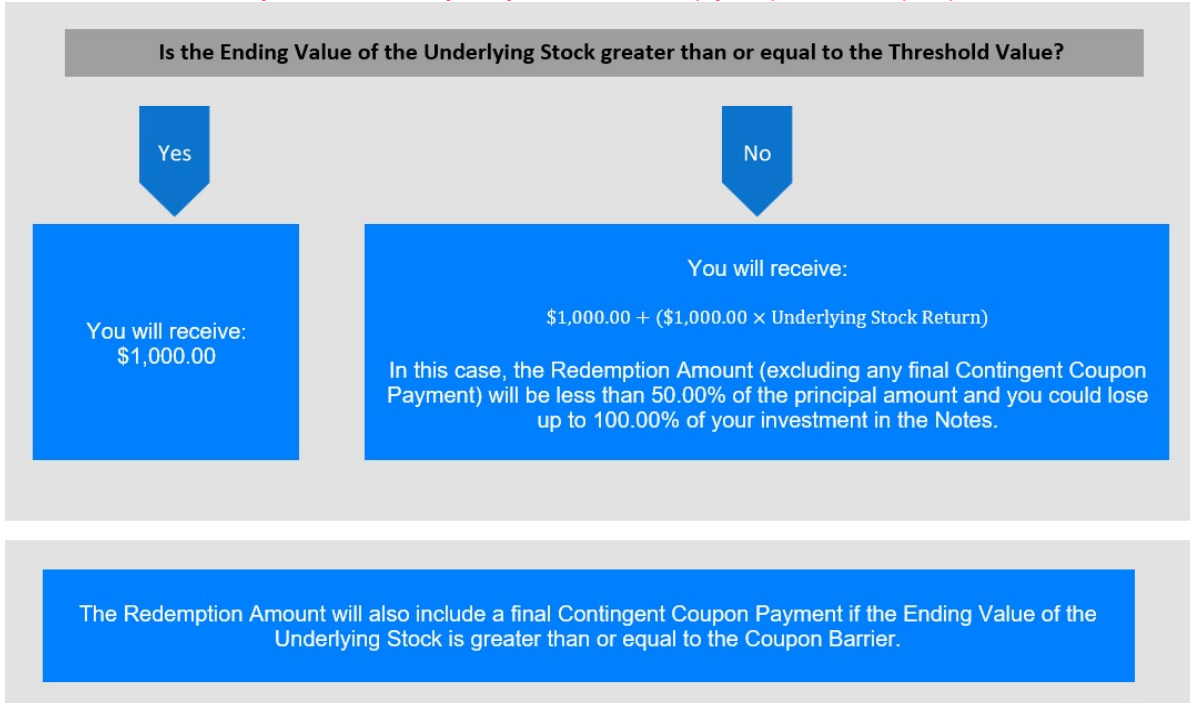 Is the Ending Value of the Underlying Stock greater than or equal to the Threshold Value?
Yes
No
You will receive:
$1,000.00
You will receive:
$1,000.00 + ($1,000.00 × Underlying Stock Return)
In this case, the Redemption Amount (excluding any final Contingent Coupon
Payment) will be less than 50.00% of the principal amount and you could lose
up to 100.00% of your investment in the Notes.
The Redemption Amount will also include a final Contingent Coupon Payment if the Ending Value of the
Underlying Stock is greater than or equal to the Coupon Barrier.